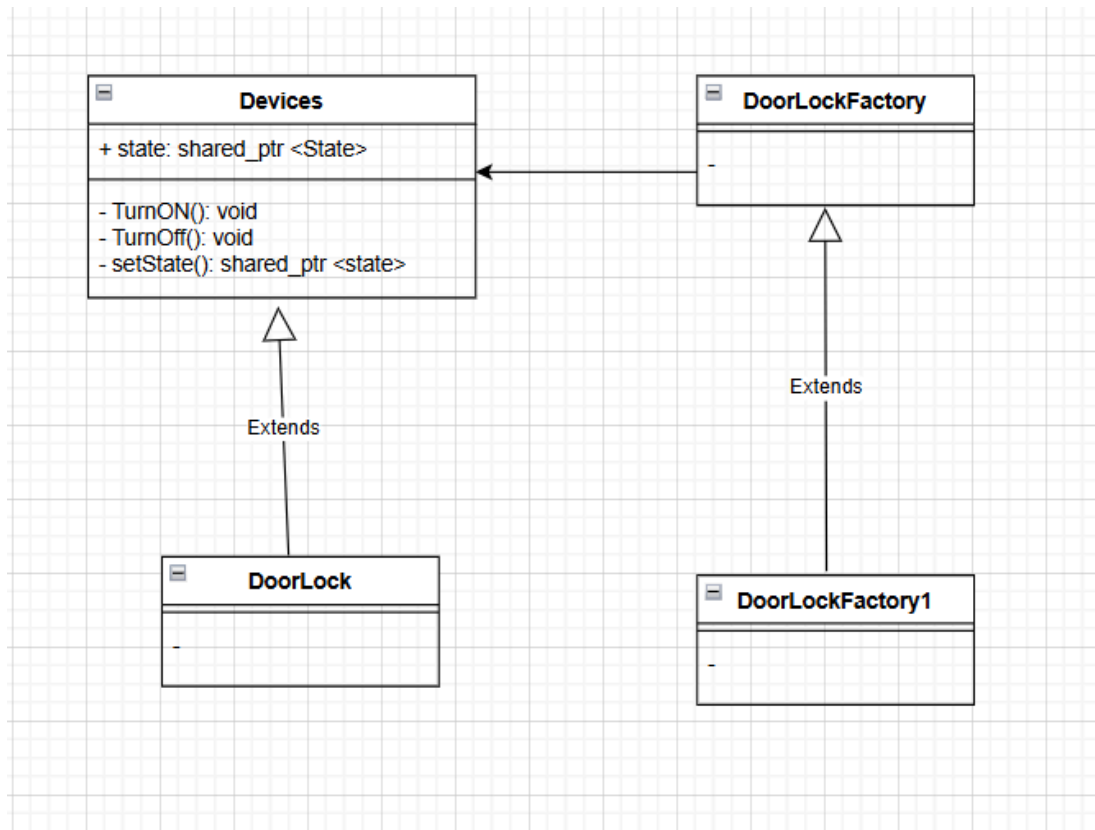 Devices
+ state: shared_ptr <State>
- TurnON(): void
- TurnOff(): void
- setState(): shared_ptr <state>
DoorLockFactory
-
Extends
Extends
DoorLock
-
DoorLockFactory1
-